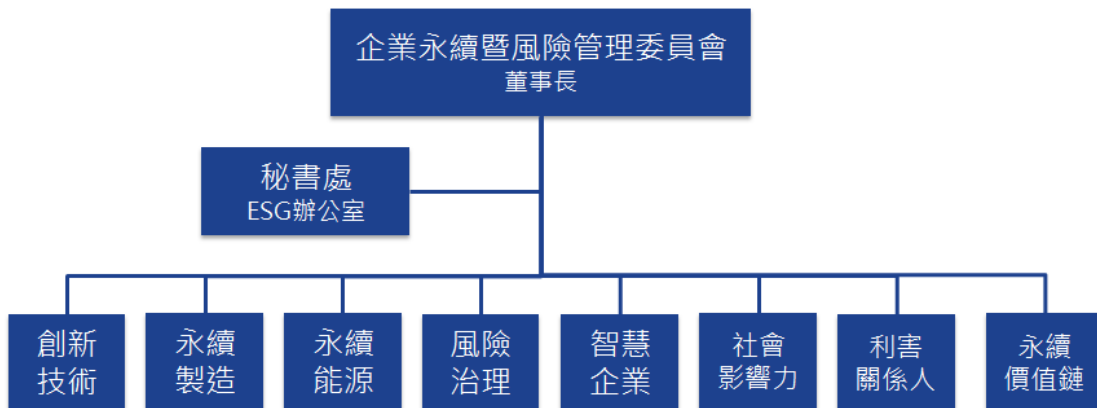 企業永續暨風險管理委員會
董事長
秘書處
ESG辦公室
創新
技術
永續
製造
永續
能源
風險
治理
智慧
企業
社會
影響力
利害
關係人
永續
價值鏈